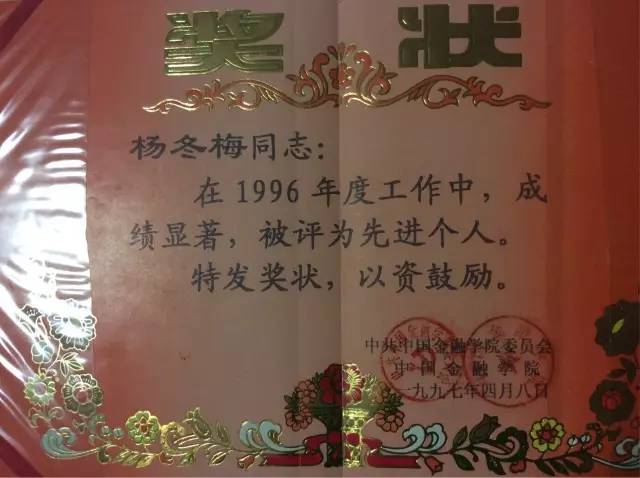 奖状
杨冬梅同志：
在1996年度工作中，成
绩显著，被评为先进个人。
特发奖状，以资鼓励。
中共中国金融学院委员会
中国金融学院
一九九七年四月八日